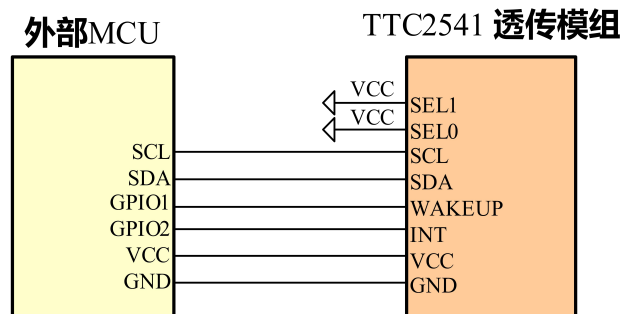 外部MCU
TTC2541 透传模组
VCC
SEL1
VCC
SEL0
SCL
SCL
SDA
SDA
GPIO1
WAKEUP
GPIO2
INT
VCC
VCC
GND
GND